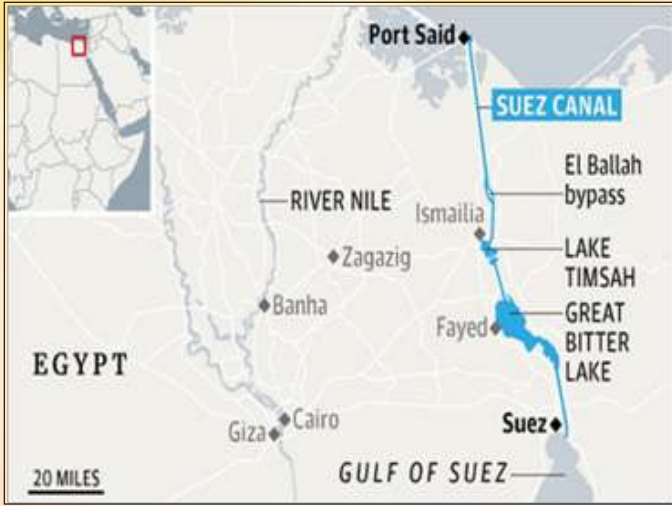 Port Said
SUEZ CANAL
El Ballah
bypass
RIVER NILE
Ismailia
Zagazig
LAKE
TIMSAH
Banha
GREAT
BITTER
LAKE
Fayed
EGYPT
Cairo
Giza
Suez
GULF OF SUEZ
20 MILES